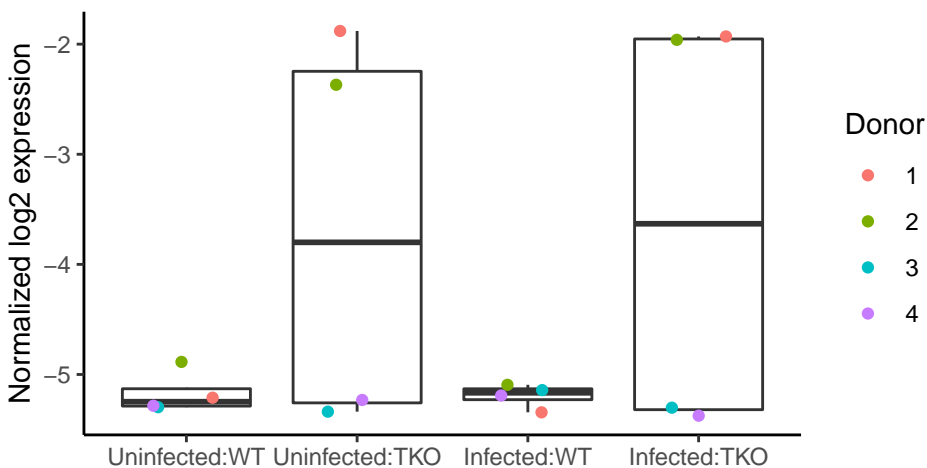 Normalized log2 expression
−2
−3
−4
−5
Uninfected:WT Uninfected:TKO Infected:WT Infected:TKO
Donor
1
2
3
4